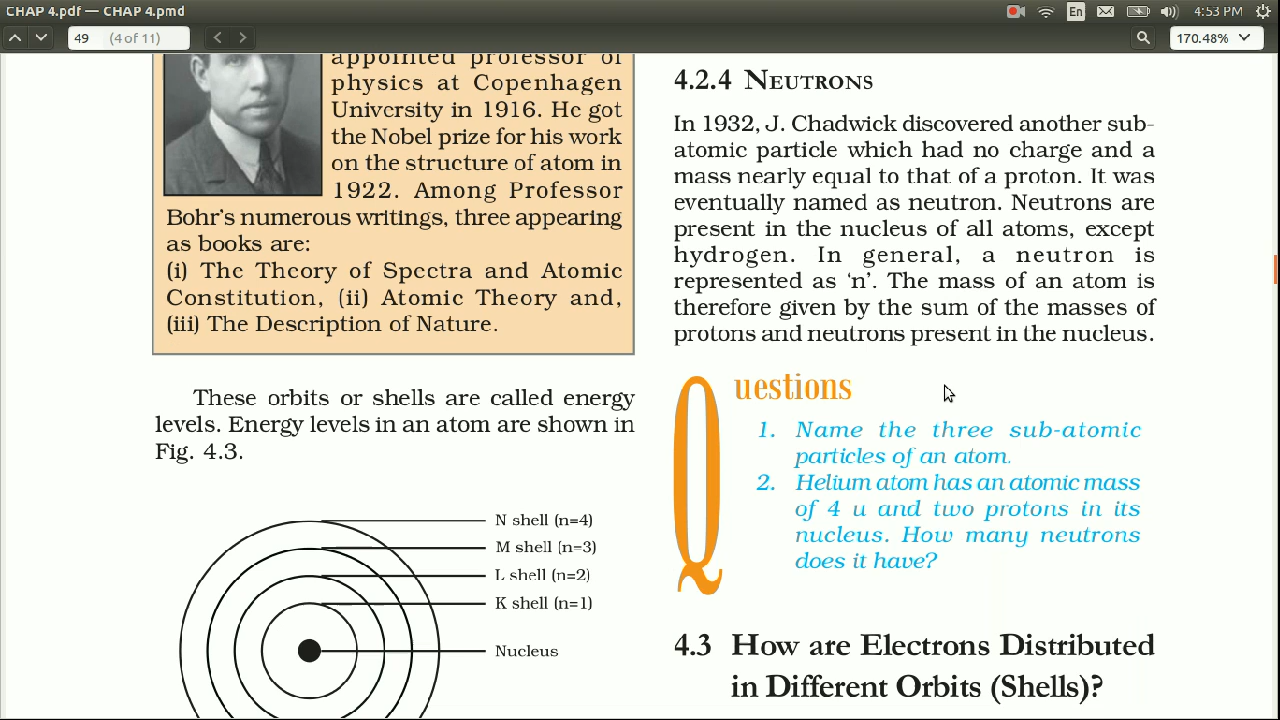 CHAP 4.pdf — CHAP 4.pmd
En
4:53 PM
49 (4 of 11)
170.48%
appointed professor of
physics at Copenhagen
University in 1916. He got
the Nobel prize for his work
on the structure of atom in
1922. Among Professor
Bohr's numerous writings, three appearing
as books are:
(i) The Theory of Spectra and Atomic
Constitution, (ii) Atomic Theory and,
(iii) The Description of Nature.
These orbits or shells are called energy
levels. Energy levels in an atom are shown in
Fig. 4.3.
N shell (n=4)
M shell (n=3)
L shell (n=2)
K shell (n=1)
Nucleus
4.2.4 NEUTRONS
In 1932, J. Chadwick discovered another sub-
atomic particle which had no charge and a
mass nearly equal to that of a proton. It was
eventually named as neutron. Neutrons are
present in the nucleus of all atoms, except
hydrogen. In general, a neutron is
represented as ‘n’. The mass of an atom is
therefore given by the sum of the masses of
protons and neutrons present in the nucleus.
Questions
1. Name the three sub-atomic
particles of an atom.
2. Helium atom has an atomic mass
of 4 u and two protons in its
nucleus. How many neutrons
does it have?
4.3 How are Electrons Distributed
in Different Orbits (Shells)?